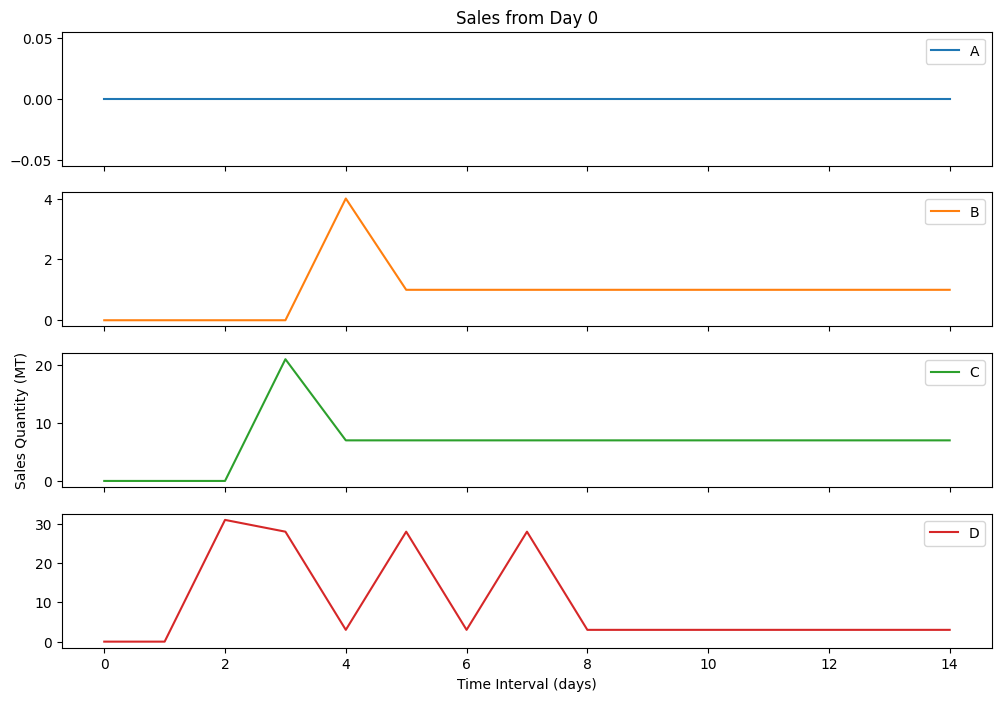 Sales from Day 0
0.05
0.00
−0.05
A
4
2
0
B
20
10
0
C
Sales Quantity (MT)
30
20
10
0
D
0 2 4 6 8 10 12 14
Time Interval (days)